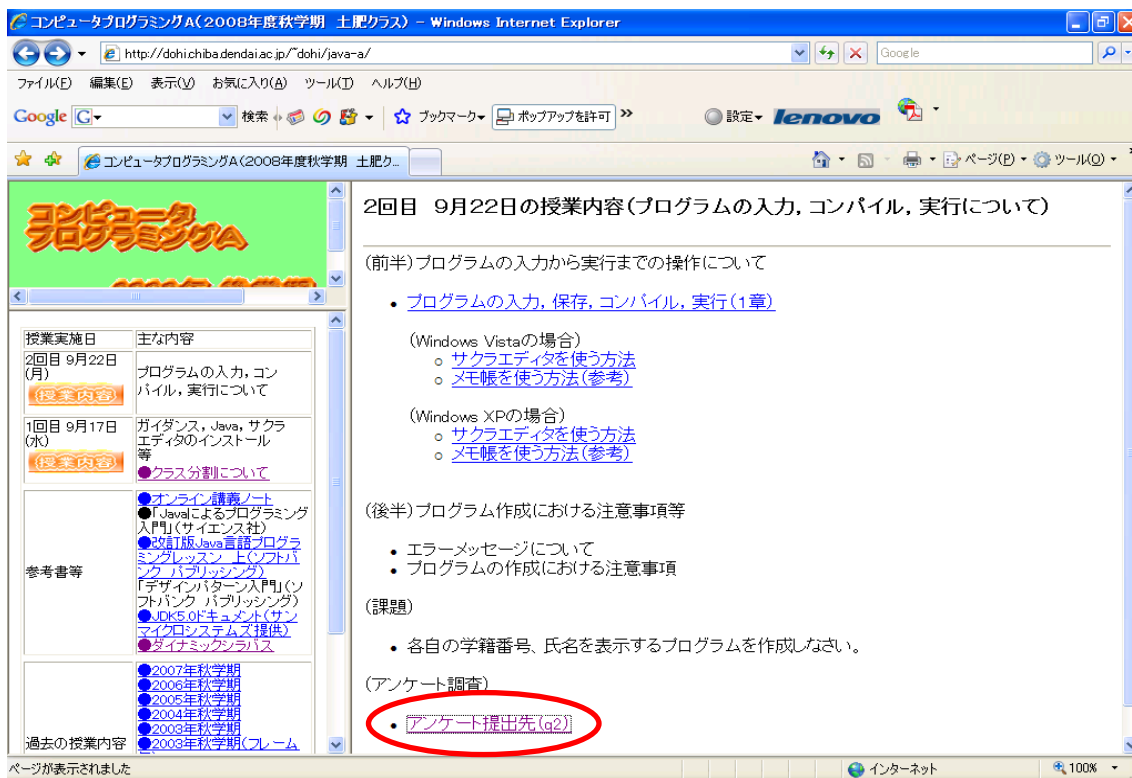 コンピュータプログラミングA(2008年度秋学期 土肥クラス) - Windows Internet Explorer
http://dohi.chiba.dendai.ac.jp/~dohi/java-a/
Google
ファイル(F) 編集(E) 表示(V) お気に入り(A) ツール(T) ヘルプ(H)
Google G 検索 ブックマーク ポップアップを許可 » 設定 lenovo
コンピュータプログラミングA(2008年度秋学期 土肥ク... ページ(P) ツール(O)
コンピュータ
プログラミングA
授業実施日 主な内容
2回目 9月22日
(月)
授業内容
プログラムの入力, コン
パイル, 実行について
1回目 9月17日
(水)
授業内容
ガイダンス, Java, サクラ
エディタのインストール
等
●クラス分割について
参考書等
●オンライン講義ノート
●「Javaによるプログラミング
入門」(サイエンス社)
●改訂版Java言語プログラ
ミングレッスン 上(ソフトバ
ンク パブリッシング)
「デザインパターン入門」(ソ
フトバンク パブリッシング)
●JDK5.0ドキュメント(サン
マイクロシステムズ提供)
●ダイナミックシラバス
過去の授業内容
●2007年秋学期
●2006年秋学期
●2005年秋学期
●2004年秋学期
●2003年秋学期
●2003年秋学期(フレーム
2回目 9月22日の授業内容(プログラムの入力, コンパイル, 実行について)
(前半)プログラムの入力から実行までの操作について
• プログラムの入力, 保存, コンパイル, 実行(1章)
(Windows Vistaの場合)
○ サクラエディタを使う方法
○ メモ帳を使う方法(参考)
(Windows XPの場合)
○ サクラエディタを使う方法
○ メモ帳を使う方法(参考)
(後半)プログラム作成における注意事項等
• エラーメッセージについて
• プログラムの作成における注意事項
(課題)
• 各自の学籍番号、氏名を表示するプログラムを作成しなさい。
(アンケート調査)
• アンケート提出先(q2)
ページが表示されました インターネット 100%